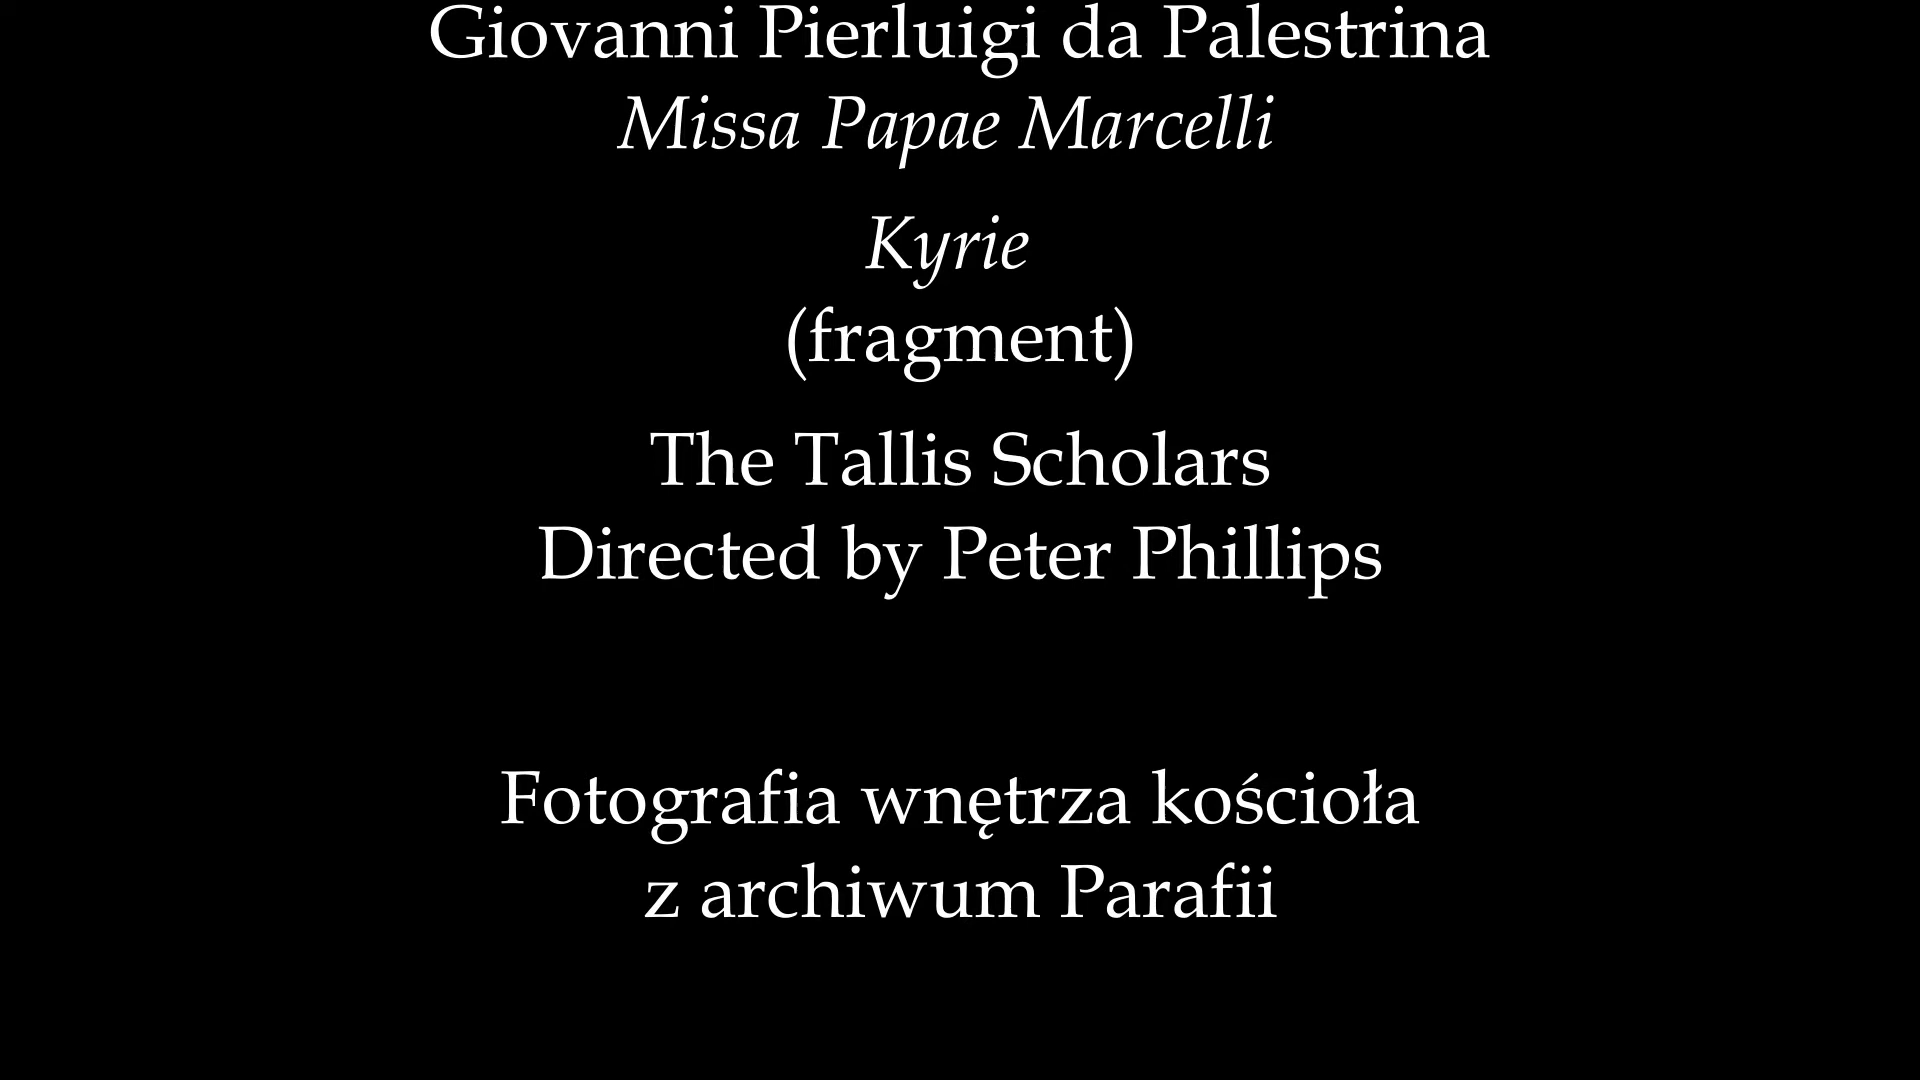 Giovanni Pierluigi da Palestrina
Missa Papae Marcelli
Kyrie
(fragment)
The Tallis Scholars
Directed by Peter Phillips
Fotografia wnętrza kościoła
z archiwum Parafii